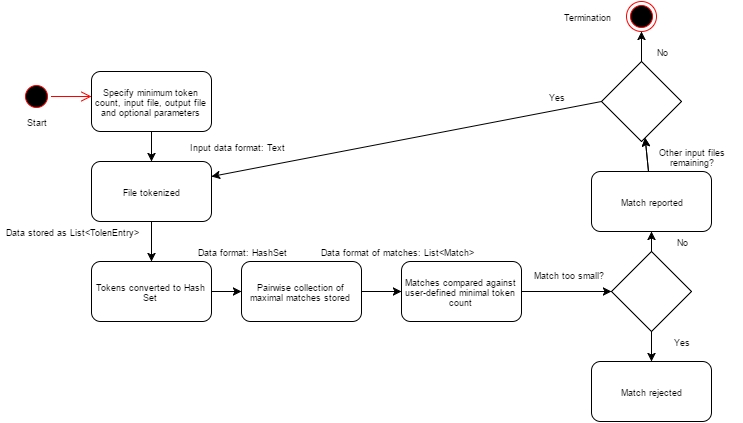 Termination
No
Start
Specify minimum token
count, input file, output file
and optional parameters
Yes
Input data format: Text
Other input files
remaining?
File tokenized
Match reported
Data stored as List<TolenEntry>
Data format: HashSet
Data format of matches: List<Match>
No
Tokens converted to Hash
Set
Pairwise collection of
maximal matches stored
Matches compared against
user-defined minimal token
count
Match too small?
Yes
Match rejected